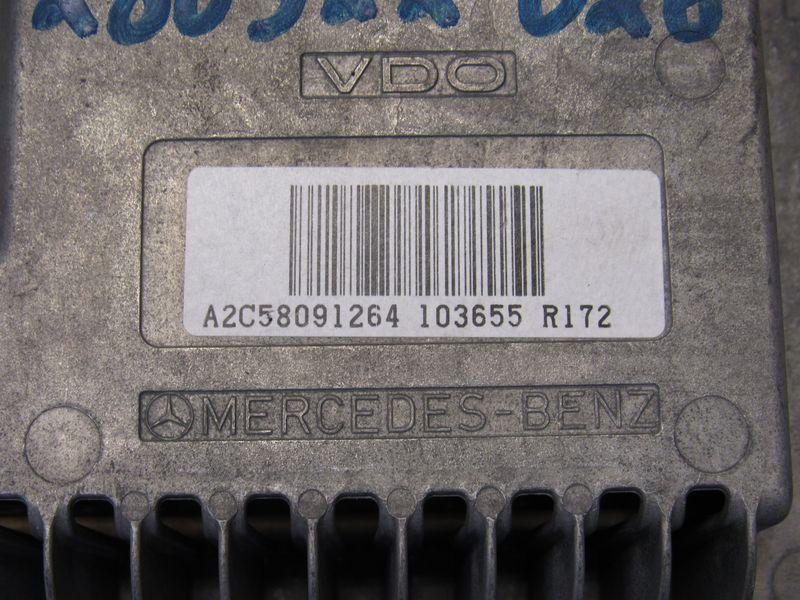 VDO
A2C58091264 103655 R172
MERCEDES-BENZ